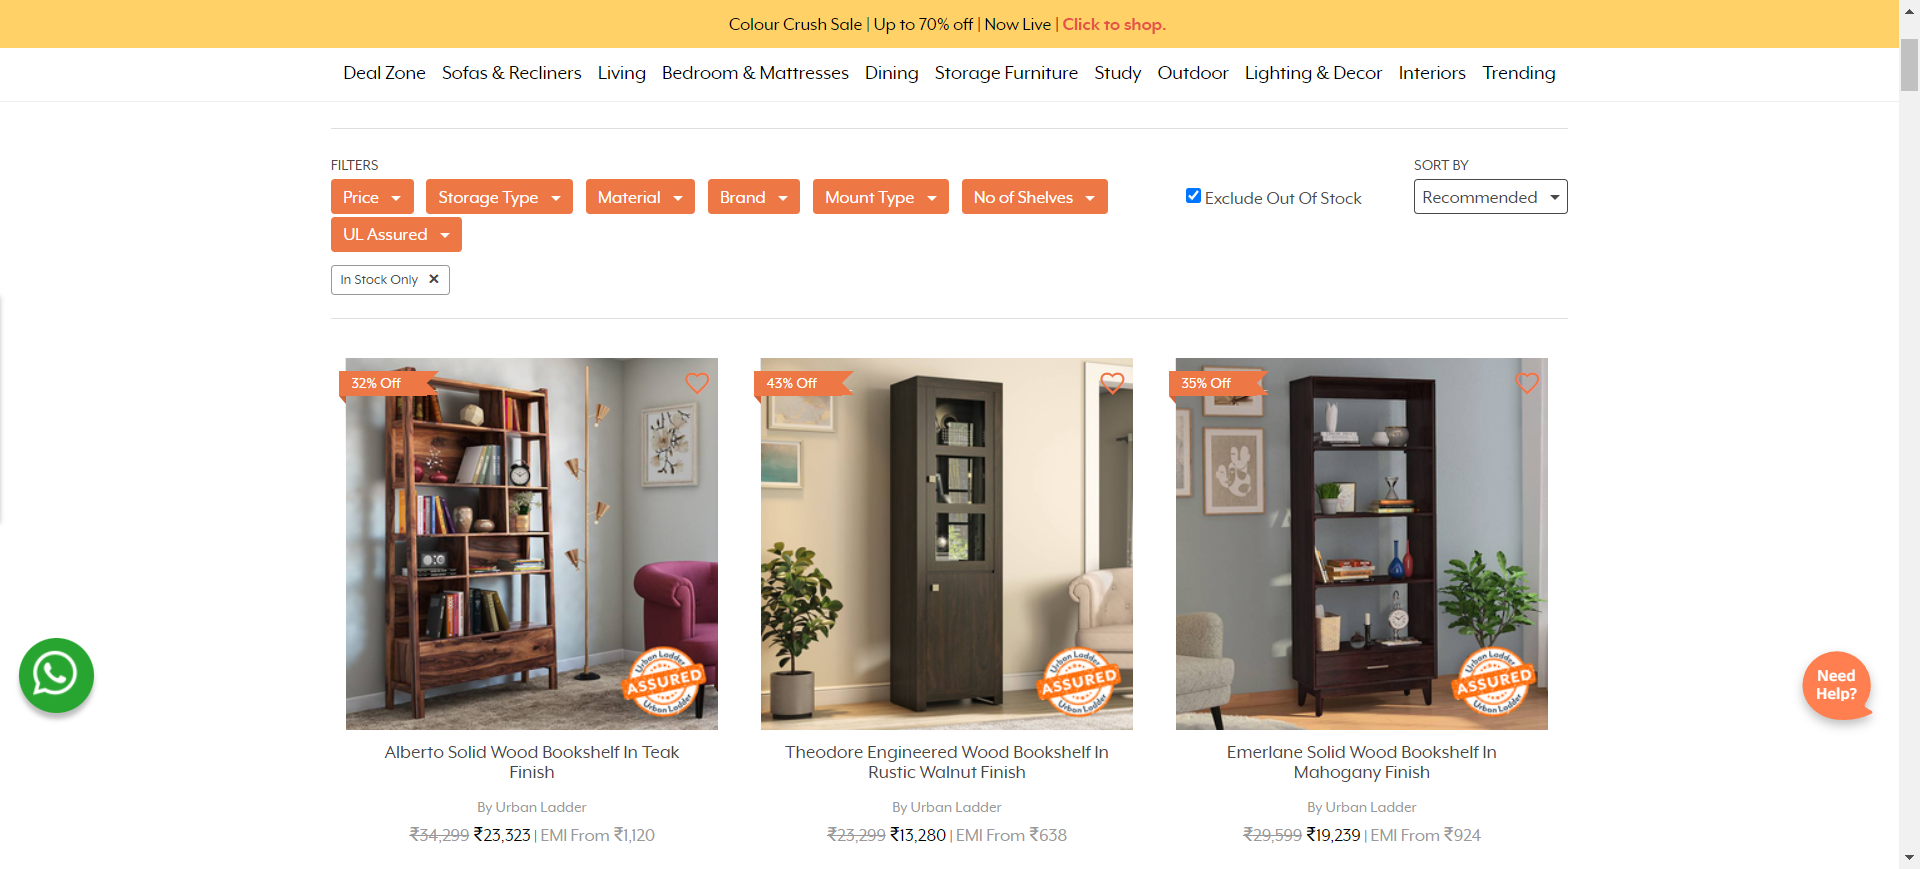 Colour Crush Sale | Up to 70% off | Now Live | Click to shop.
Deal Zone Sofas & Recliners Living Bedroom & Mattresses Dining Storage Furniture Study Outdoor Lighting & Decor Interiors Trending
FILTERS
SORT BY
Price Storage Type Material Brand Mount Type No of Shelves
Exclude Out Of Stock
Recommended
UL Assured
In Stock Only ✕
32% Off
43% Off
35% Off
Urban Ladder
ASSURED
Urban Ladder
Urban Ladder
ASSURED
Urban Ladder
Urban Ladder
ASSURED
Urban Ladder
Need
Help?
Alberto Solid Wood Bookshelf In Teak
Finish
By Urban Ladder
₹34,299 ₹23,323 | EMI From ₹1,120
Theodore Engineered Wood Bookshelf In
Rustic Walnut Finish
By Urban Ladder
₹23,299 ₹13,280 | EMI From ₹638
Emerlane Solid Wood Bookshelf In
Mahogany Finish
By Urban Ladder
₹29,599 ₹19,239 | EMI From ₹924